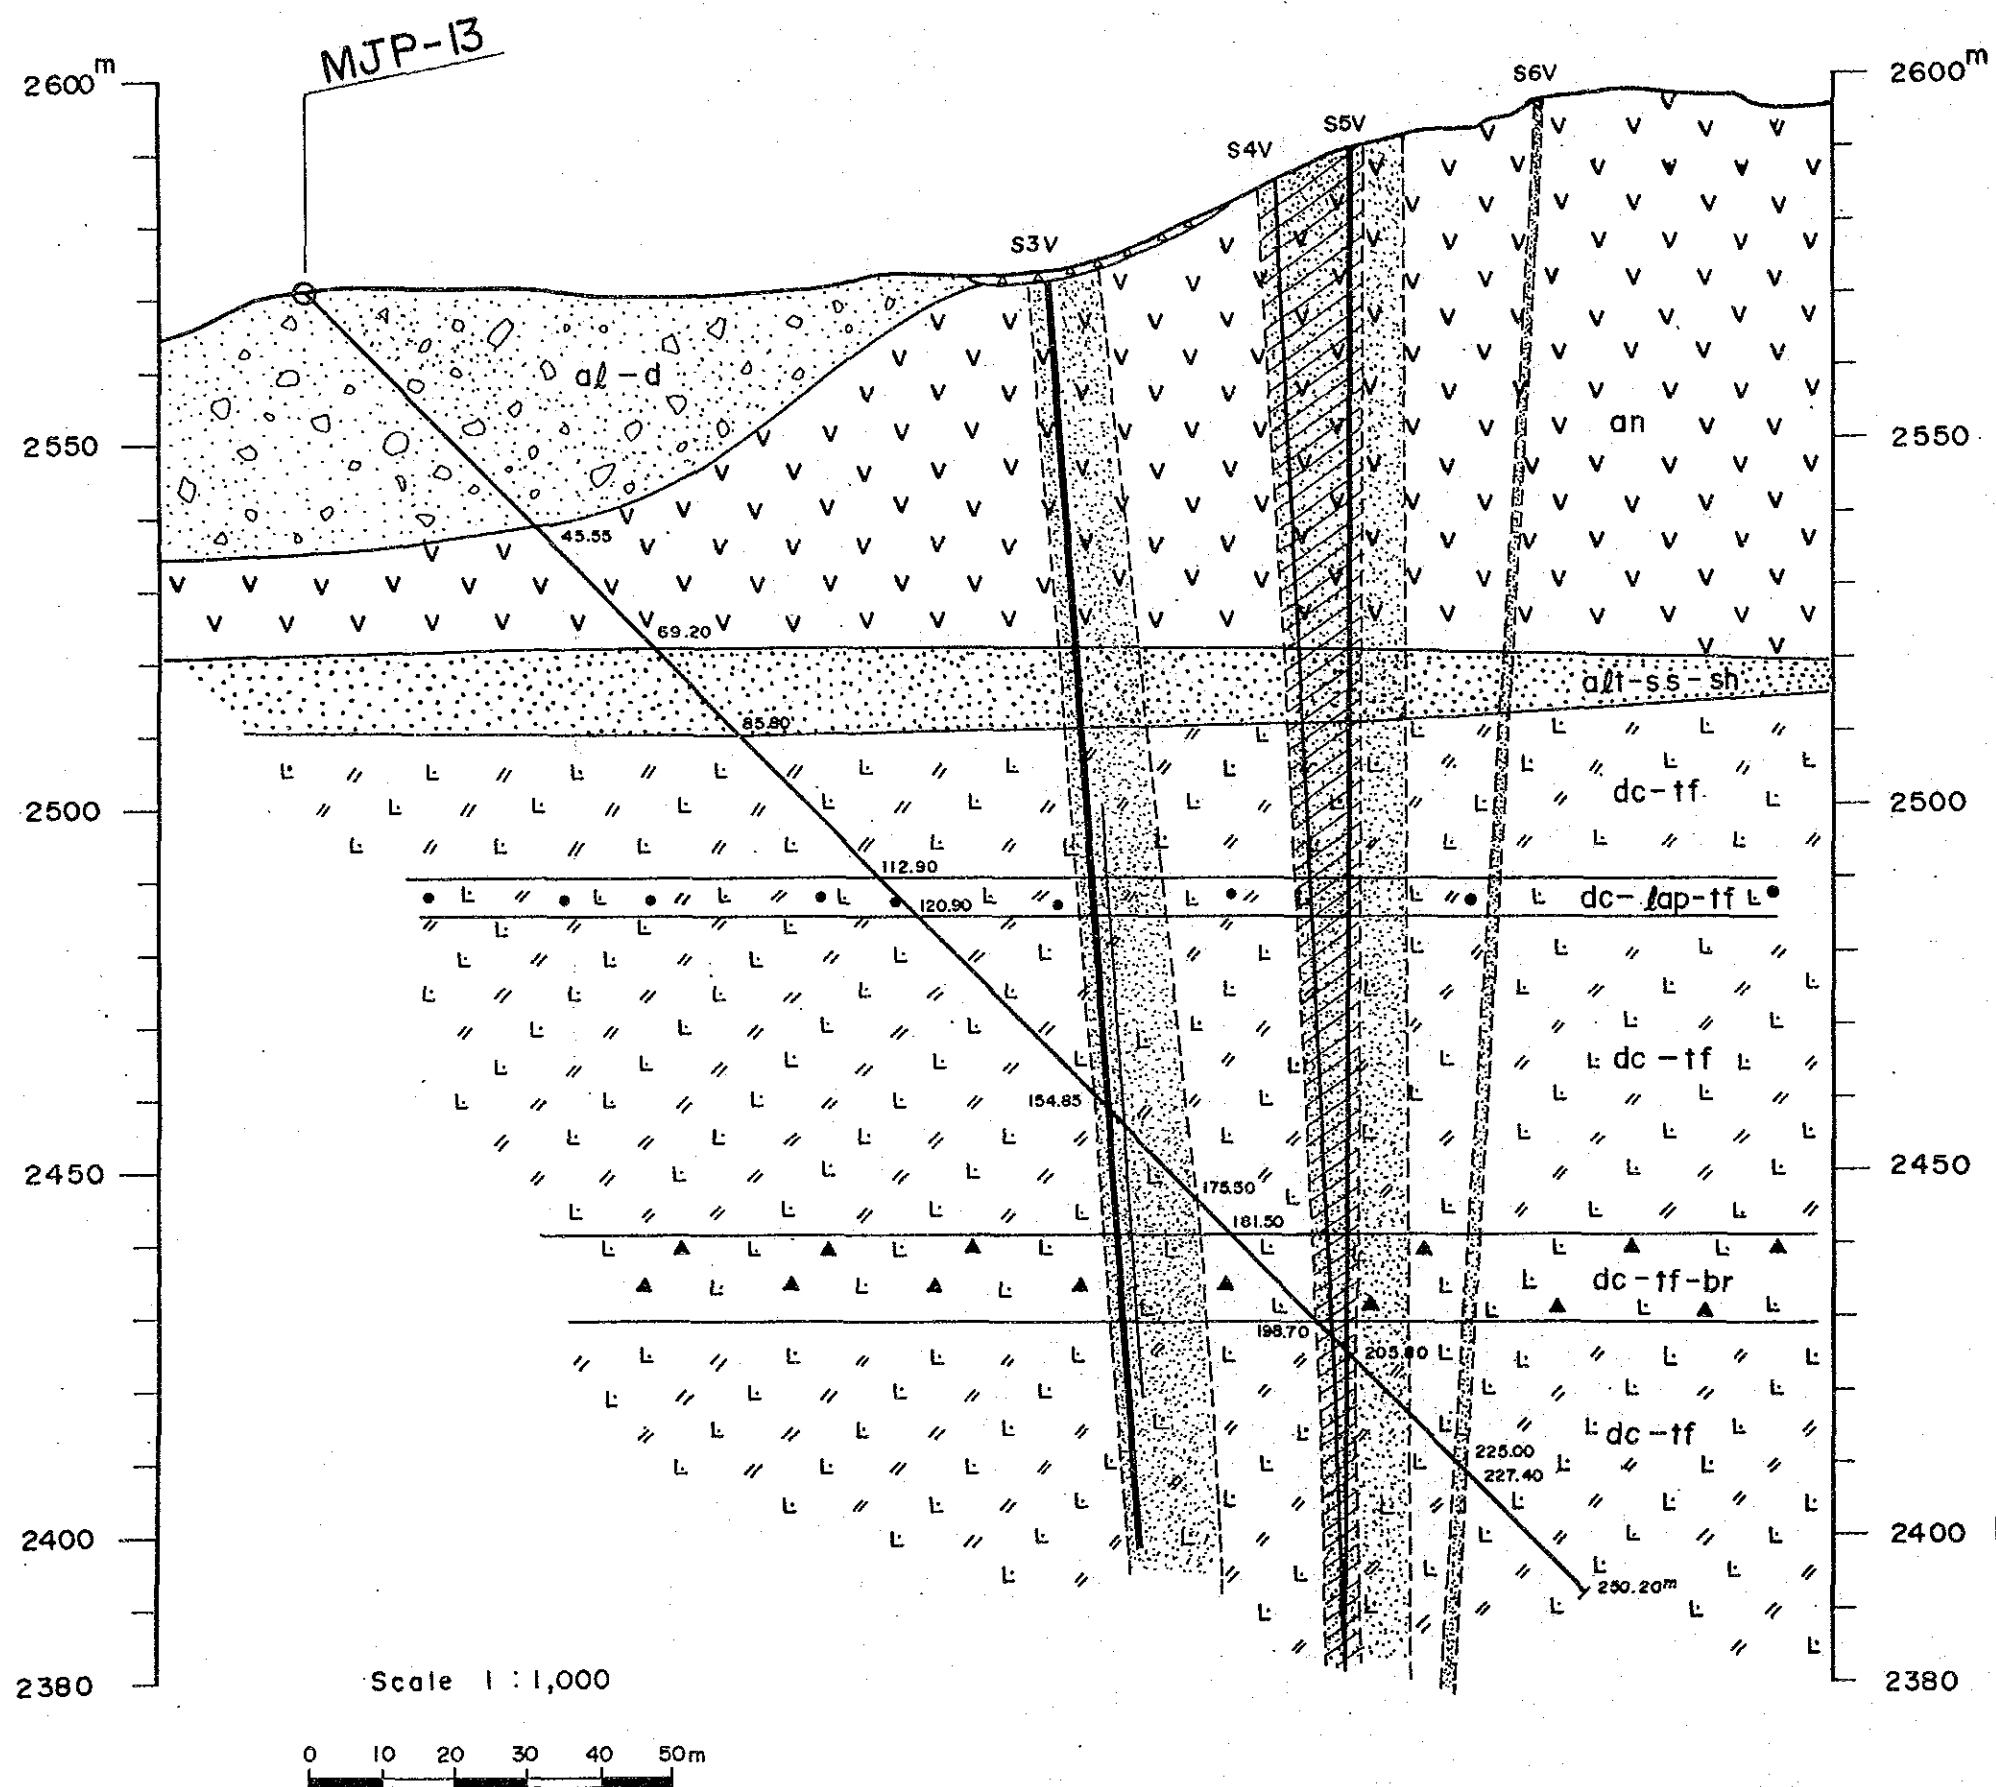 MJP-13
2600m
2600m
S6V
S5V
S4V
S3V
al-d
an
2550
2550
45.55
69.20
alt-ss-sh
85.80
dc-tf
2500
2500
112.90
dc-lap-tf
120.90
dc-tf
154.85
2450
2450
175.50
181.50
dc-tf-br
198.70
205.80
dc-tf
225.00
227.40
2400
2400
250.20m
Scale 1:1,000
2380
2380
0 10 20 30 40 50m